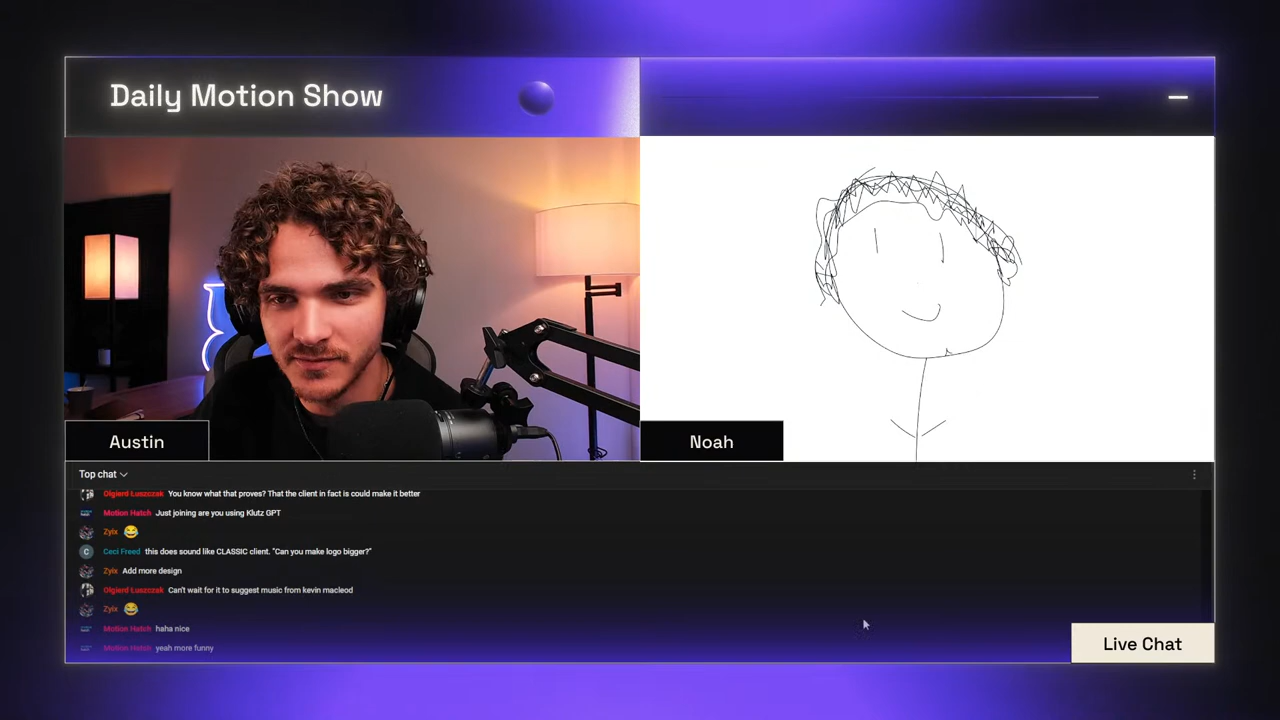 Daily Motion Show
Austin
Noah
Top chat
Olgierd Luszczak You know what that proves? That the client in fact is could make it better
Motion Hatch Just joining are you using Klutz GPT
Zyix 😂
C Ceci Freed this does sound like CLASSIC client. "Can you make logo bigger?"
Zyix Add more design
Olgierd Luszczak Can't wait for it to suggest music from kevin macleod
Zyix 😂
Motion Hatch haha nice
Motion Hatch yeah more funny
Live Chat